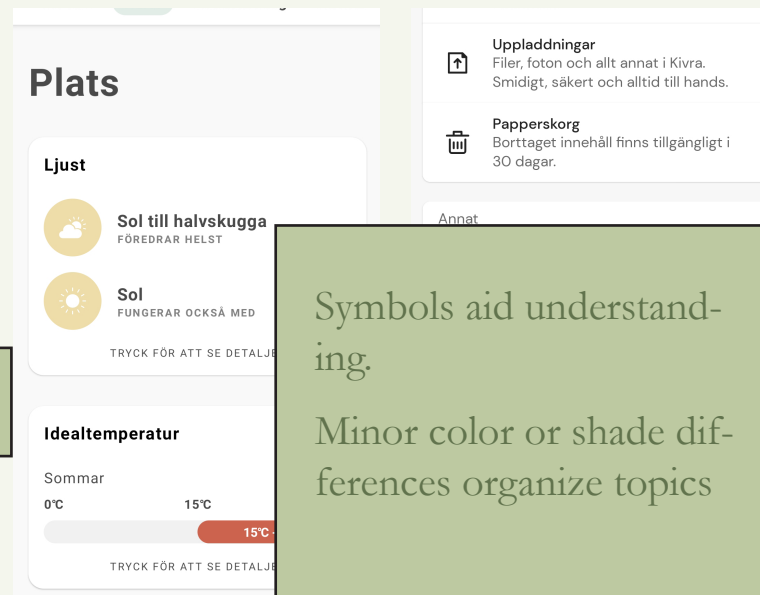 Plats
Ljust
Sol till halvskugga
FÖREDRAR HELST
Sol
FUNGERAR OCKSÅ MED
TRYCK FÖR ATT SE DETALJE
Idealtemperatur
Sommar
0°C 15°C
15°C
TRYCK FÖR ATT SE DETALJE
Uppladdningar
Filer, foton och allt annat i Kivra.
Smidigt, säkert och alltid till hands.
Papperskorg
Borttaget innehåll finns tillgängligt i
30 dagar.
Annat
Symbols aid understand-
ing.
Minor color or shade dif-
ferences organize topics